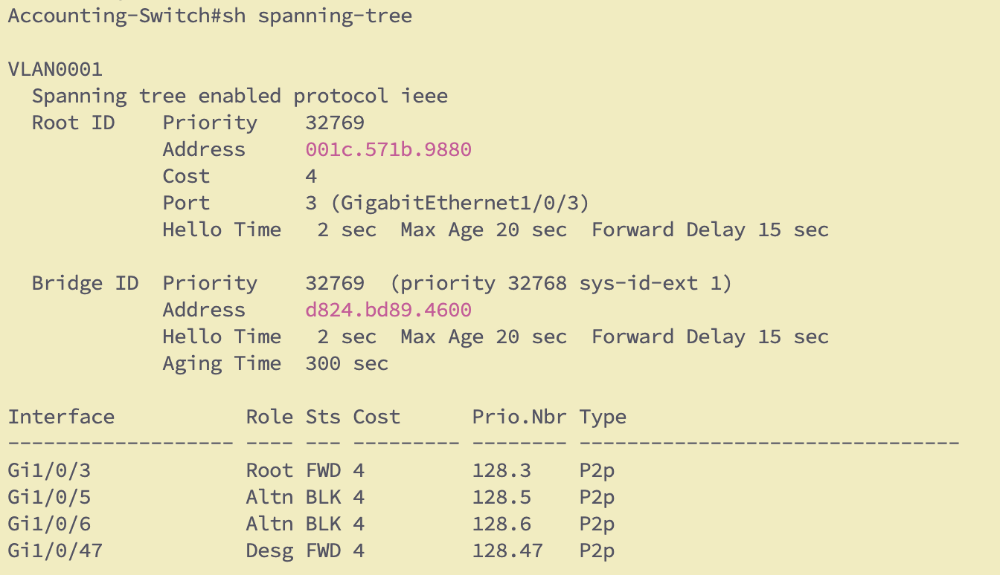 Accounting-Switch#sh spanning-tree
VLAN0001
  Spanning tree enabled protocol ieee
  Root ID    Priority    32769
             Address     001c.571b.9880
             Cost        4
             Port        3 (GigabitEthernet1/0/3)
             Hello Time   2 sec  Max Age 20 sec  Forward Delay 15 sec
  Bridge ID  Priority    32769  (priority 32768 sys-id-ext 1)
             Address     d824.bd89.4600
             Hello Time   2 sec  Max Age 20 sec  Forward Delay 15 sec
             Aging Time  300 sec
Interface           Role Sts Cost      Prio.Nbr Type
------------------- ---- --- --------- -------- --------------------------------
Gi1/0/3             Root FWD 4         128.3    P2p
Gi1/0/5             Altn BLK 4         128.5    P2p
Gi1/0/6             Altn BLK 4         128.6    P2p
Gi1/0/47            Desg FWD 4         128.47   P2p